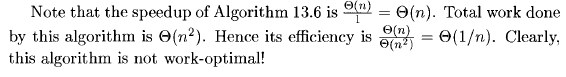 Note that the speedup of Algorithm 13.6 is Θ(n)/1 = Θ(n). Total work done
by this algorithm is Θ(n²). Hence its efficiency is Θ(n)/Θ(n²) = Θ(1/n). Clearly,
this algorithm is not work-optimal!